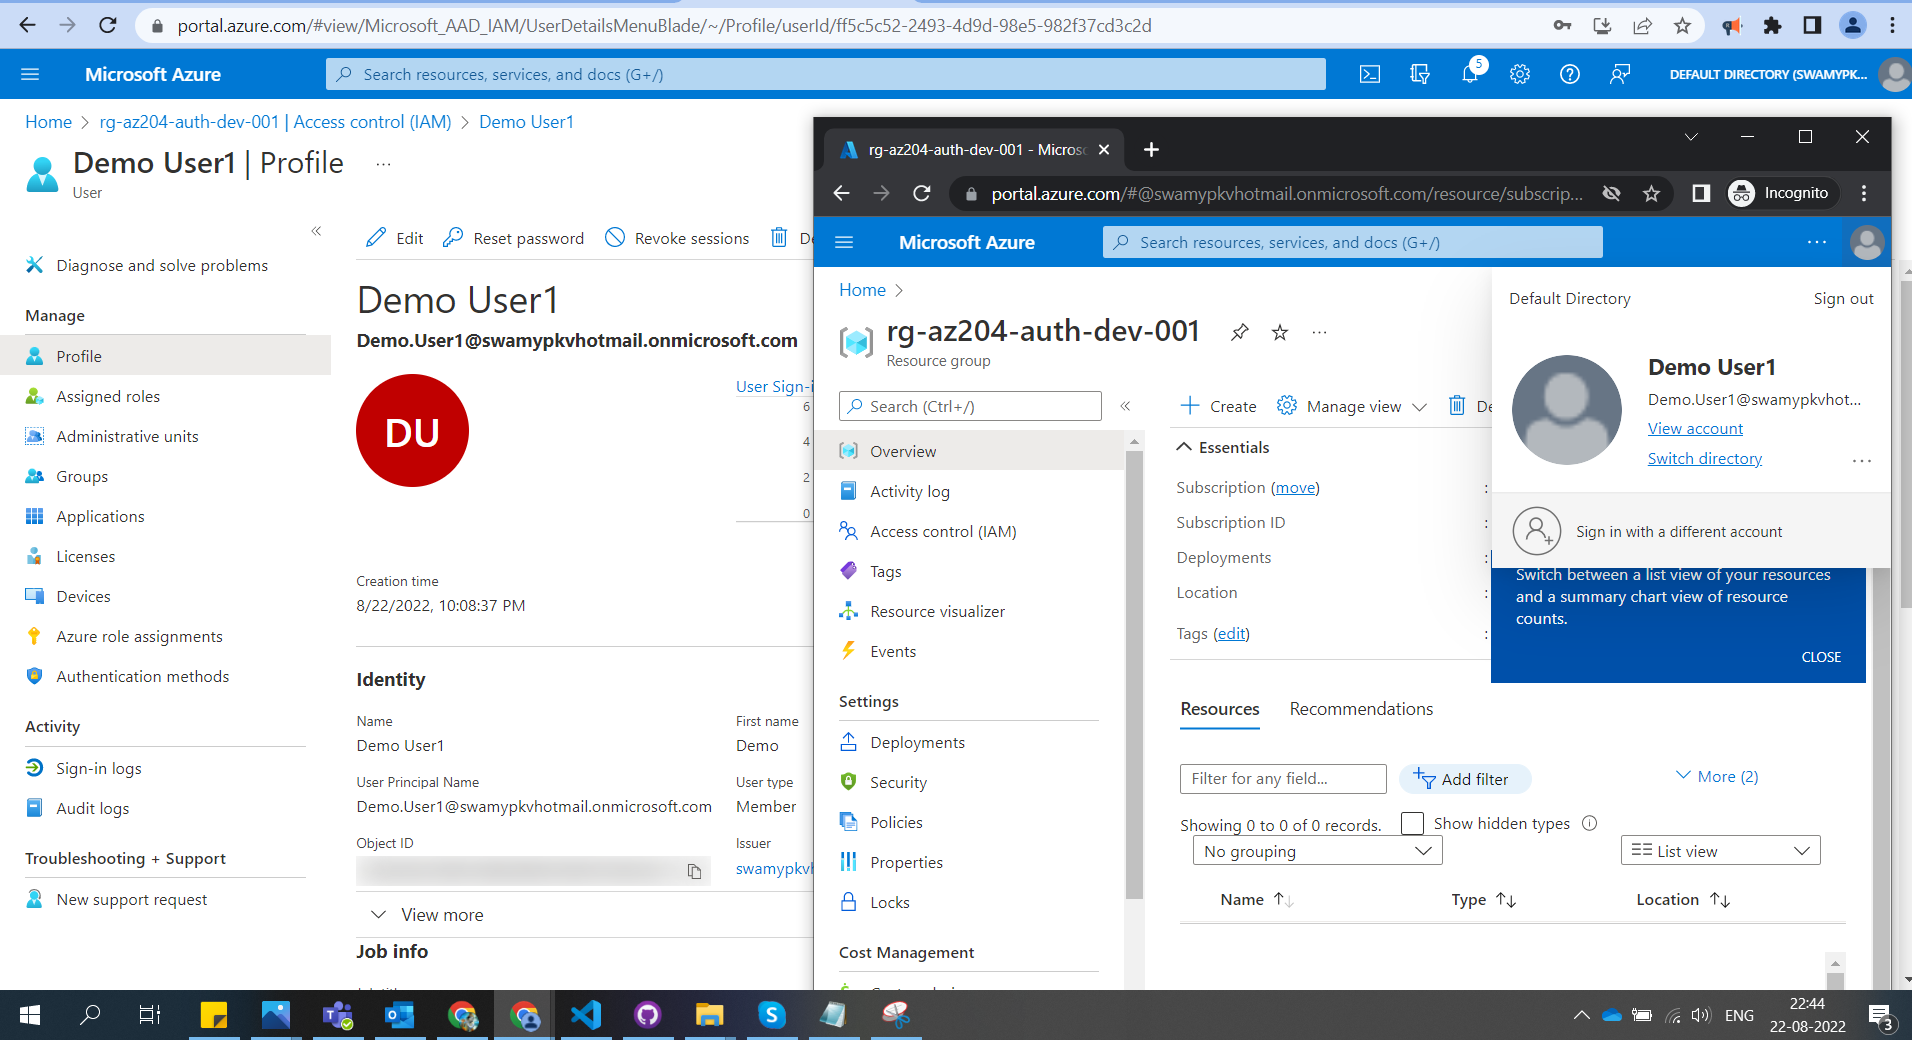 portal.azure.com/#view/Microsoft_AAD_IAM/UserDetailsMenuBlade/~/Profile/userId/ff5c5c52-2493-4d9d-98e5-982f37cd3c2d
Microsoft Azure
Search resources, services, and docs (G+/)
5
DEFAULT DIRECTORY (SWAMYPK...
Home > rg-az204-auth-dev-001 | Access control (IAM) > Demo User1
Demo User1 | Profile ...
User
«
Diagnose and solve problems
Manage
Profile
Assigned roles
Administrative units
Groups
Applications
Licenses
Devices
Azure role assignments
Authentication methods
Activity
Sign-in logs
Audit logs
Troubleshooting + Support
New support request
Edit
Reset password
Revoke sessions
Demo User1
Demo.User1@swamypkvhotmail.onmicrosoft.com
DU
User Sign-i
6
4
2
0
Creation time
8/22/2022, 10:08:37 PM
Identity
Name
Demo User1
First name
Demo
User Principal Name
Demo.User1@swamypkvhotmail.onmicrosoft.com
User type
Member
Object ID
Issuer
swamypkvh
View more
Job info
rg-az204-auth-dev-001 - Microso
portal.azure.com/#@swamypkvhotmail.onmicrosoft.com/resource/subscrip...
Incognito
Microsoft Azure
Search resources, services, and docs (G+/)
...
Home >
rg-az204-auth-dev-001
...
Resource group
Search (Ctrl+/)
«
Overview
Activity log
Access control (IAM)
Tags
Resource visualizer
Events
Settings
Deployments
Security
Policies
Properties
Locks
Cost Management
Create
Manage view
De
Essentials
Subscription (move) :
Subscription ID :
Deployments :
Location :
Tags (edit) :
Default Directory
Sign out
Demo User1
Demo.User1@swamypkvhot...
View account
Switch directory
...
Sign in with a different account
Switch between a list view of your resources
and a summary chart view of resource
counts.
CLOSE
Resources
Recommendations
Filter for any field...
Add filter
More (2)
Showing 0 to 0 of 0 records.
Show hidden types
No grouping
List view
Name
Type
Location
ENG
22:44
22-08-2022
3